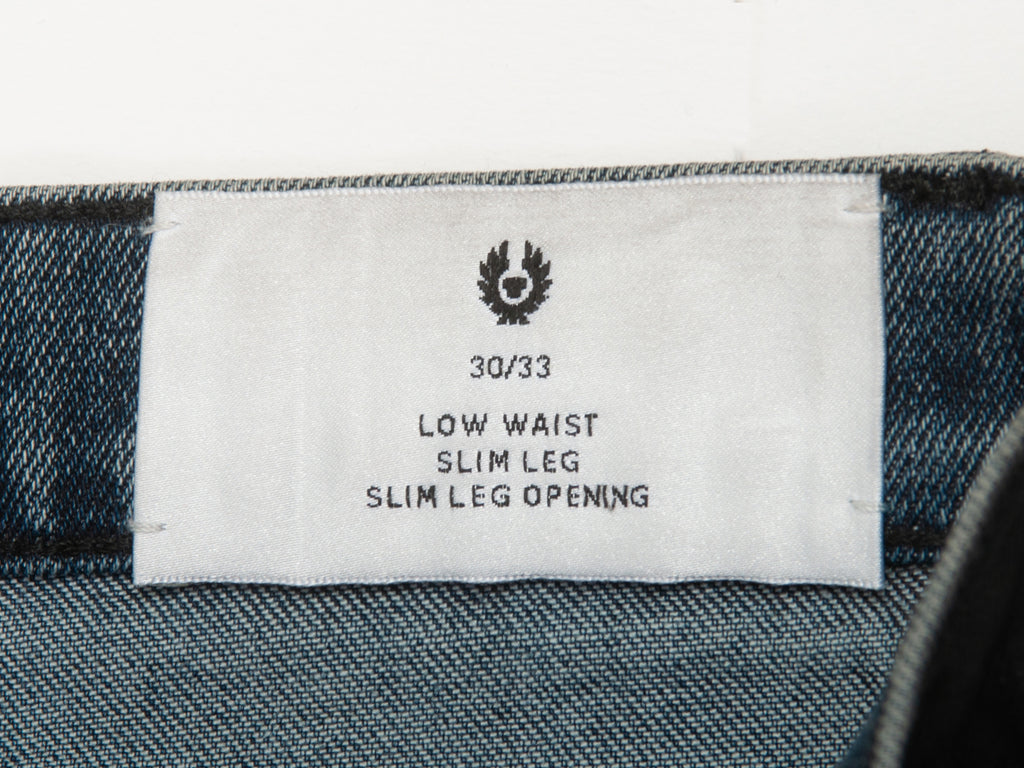 30/33
LOW WAIST
SLIM LEG
SLIM LEG OPENING